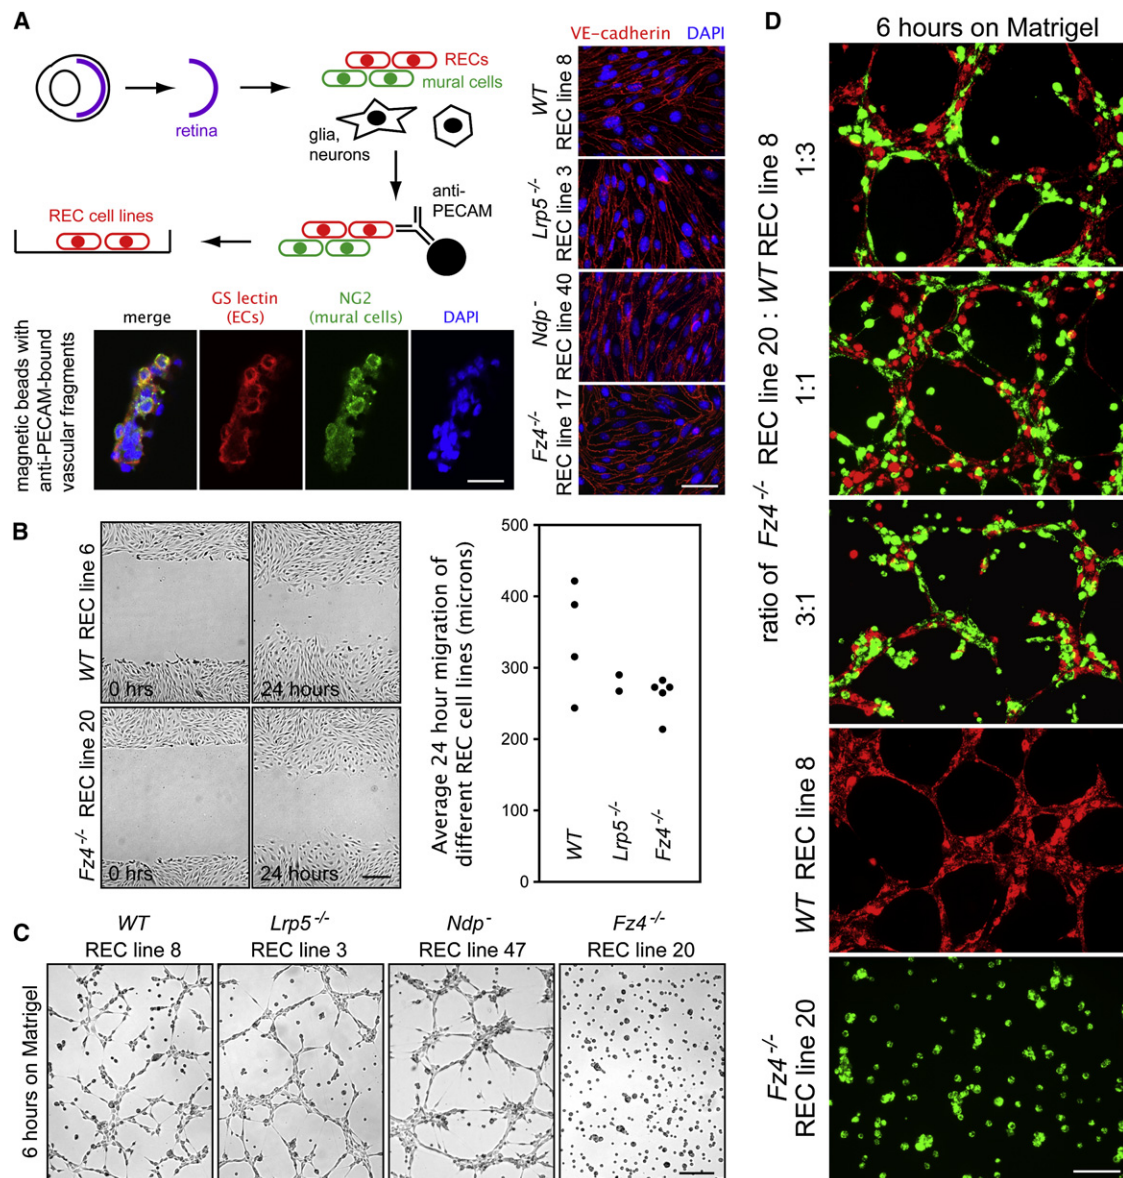 A
retina
RECs
mural cells
glia,
neurons
anti-
PECAM
REC cell lines
magnetic beads with
anti-PECAM-bound
vascular fragments
merge
GS lectin
(ECs)
NG2
(mural cells)
DAPI
VE-cadherin DAPI
WT
REC line 8
Lrp5-/-
REC line 3
Ndp-
REC line 40
Fz4-/-
REC line 17
B
WT REC line 6
0 hrs
24 hours
Fz4-/- REC line 20
0 hrs
24 hours
Average 24 hour migration of
different REC cell lines (microns)
500
400
300
200
100
0
WT
Lrp5-/-
Fz4-/-
C
WT
REC line 8
Lrp5-/-
REC line 3
Ndp-
REC line 47
Fz4-/-
REC line 20
6 hours on Matrigel
D
6 hours on Matrigel
ratio of Fz4-/- REC line 20 : WT REC line 8
1:3
1:1
3:1
WT REC line 8
Fz4-/-
REC line 20